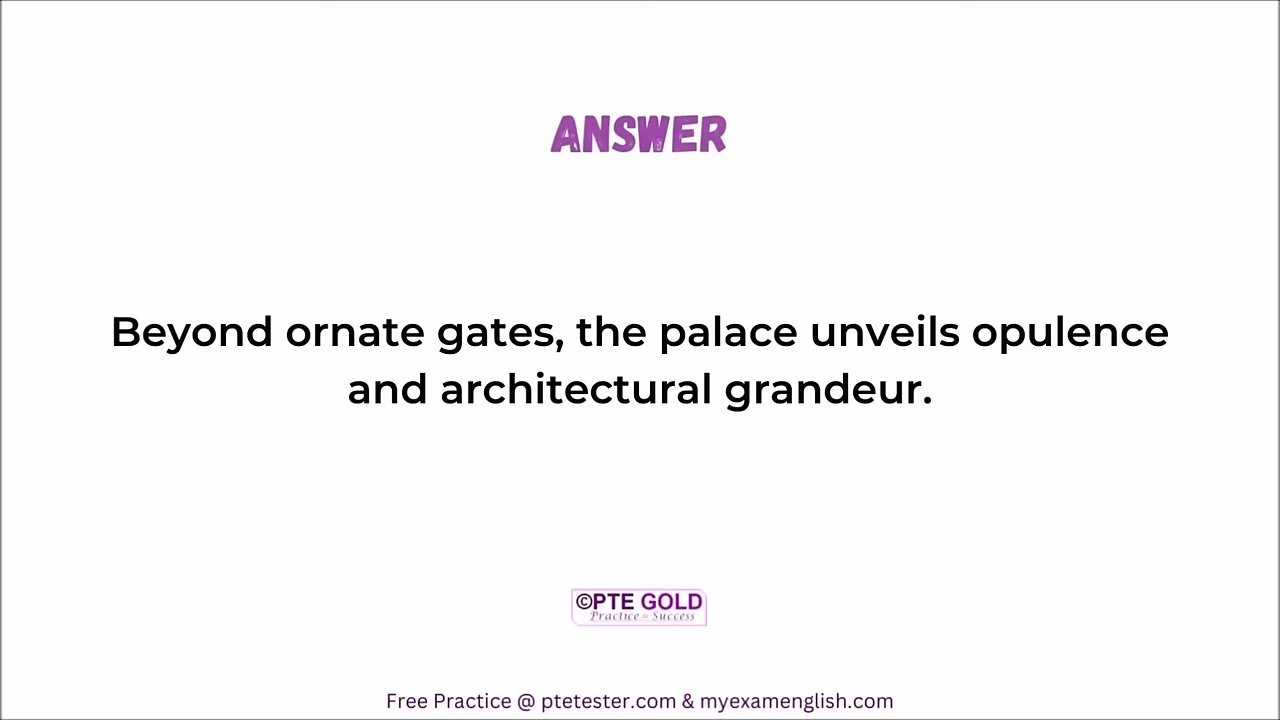 ANSWER
Beyond ornate gates, the palace unveils opulence
and architectural grandeur.
©PTE GOLD
Practice = Success
Free Practice @ ptetester.com & myexamenglish.com